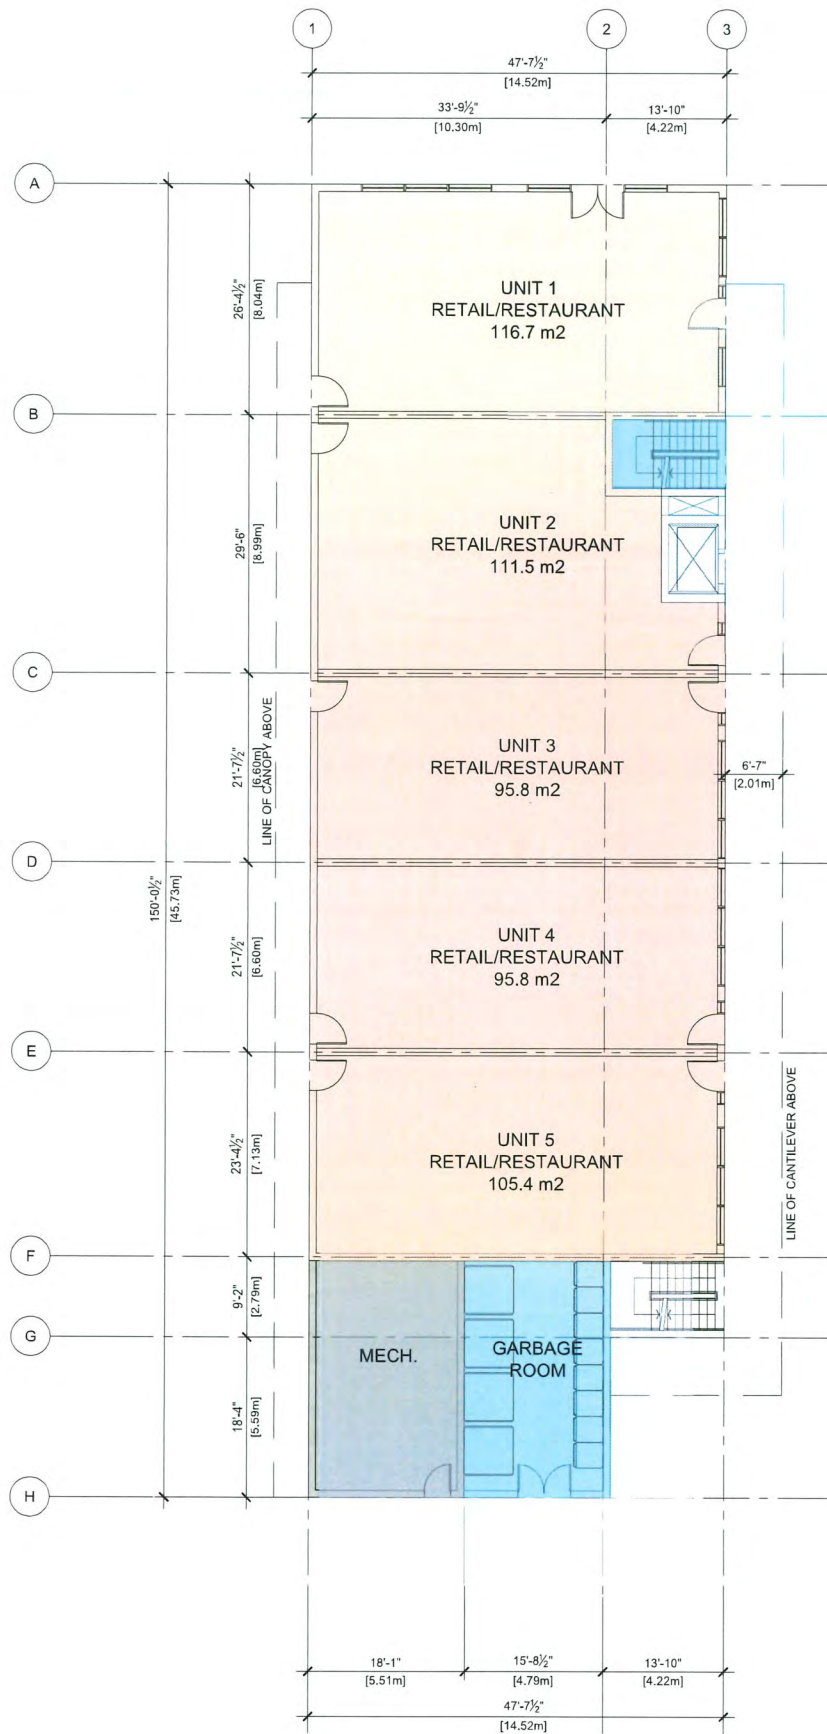 1
2
3
47'-7½"
[14.52m]
33'-9½"
[10.30m]
13'-10"
[4.22m]
A
26'-4½"
[8.04m]
UNIT 1
RETAIL/RESTAURANT
116.7 m2
B
29'-6"
[8.99m]
UNIT 2
RETAIL/RESTAURANT
111.5 m2
C
21'-7½"
[6.60m]
LINE OF CANOPY ABOVE
UNIT 3
RETAIL/RESTAURANT
95.8 m2
6'-7"
[2.01m]
D
150'-0½"
[45.73m]
21'-7½"
[6.60m]
UNIT 4
RETAIL/RESTAURANT
95.8 m2
E
23'-4½"
[7.13m]
UNIT 5
RETAIL/RESTAURANT
105.4 m2
LINE OF CANTILEVER ABOVE
F
9'-2"
[2.79m]
G
MECH.
GARBAGE
ROOM
18'-4"
[5.59m]
H
18'-1"
[5.51m]
15'-8½"
[4.79m]
13'-10"
[4.22m]
47'-7½"
[14.52m]